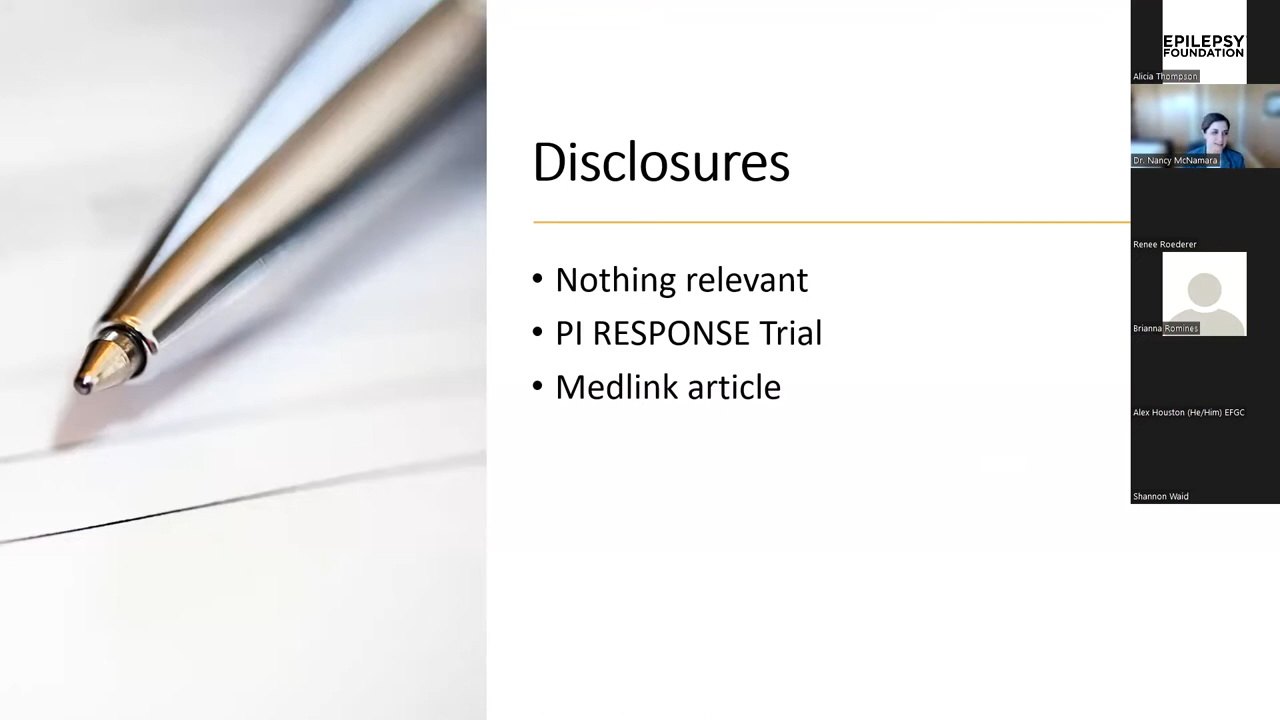 Disclosures
• Nothing relevant
• PI RESPONSE Trial
• Medlink article
EPILEPSY
FOUNDATION
Alicia Thompson
Dr. Nancy McNamara
Renee Roederer
Brianna Romines
Alex Houston (He/Him) EFGC
Shannon Waid